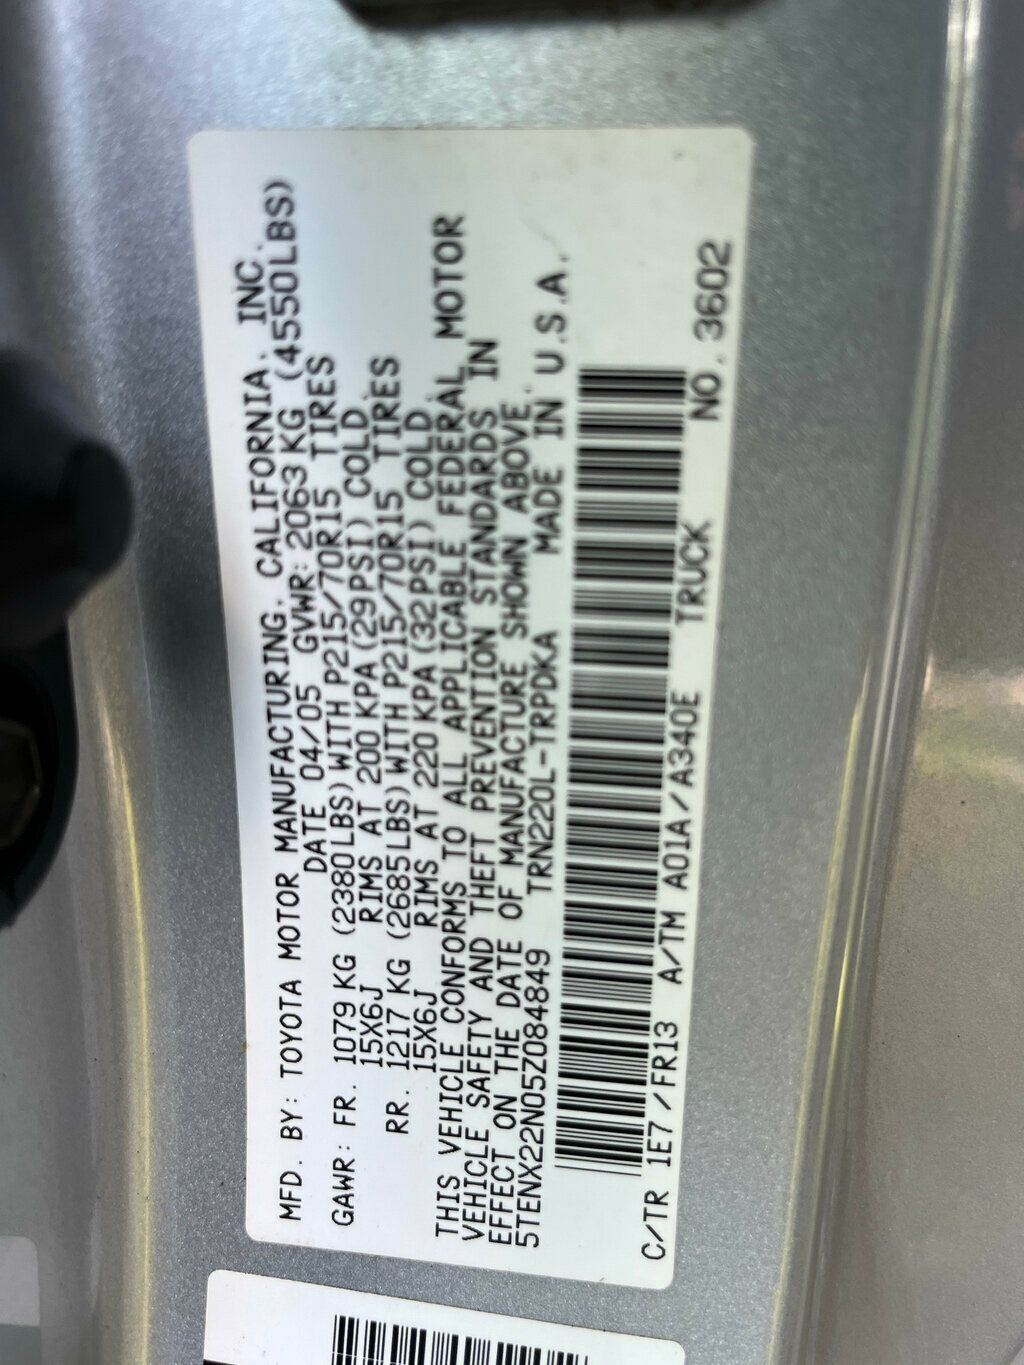 MFD. BY: TOYOTA MOTOR MANUFACTURING, CALIFORNIA, INC.
DATE 04/05 GVWR: 2063 KG (4550LBS)
GAWR: FR. 1079 KG (2380LBS) WITH P215/70R15 TIRES
15X6J RIMS AT 200 KPA (29PSI) COLD.
RR. 1217 KG (2685LBS) WITH P215/70R15 TIRES
15X6J RIMS AT 220 KPA (32PSI) COLD.
THIS VEHICLE CONFORMS TO ALL APPLICABLE FEDERAL MOTOR
VEHICLE SAFETY AND THEFT PREVENTION STANDARDS IN
EFFECT ON THE DATE OF MANUFACTURE SHOWN ABOVE.
5TENX22N05Z084849 TRN220L-TRPDKA MADE IN U.S.A.
C/TR 1E7/FR13 A/TM A01A/A340E TRUCK NO.3602